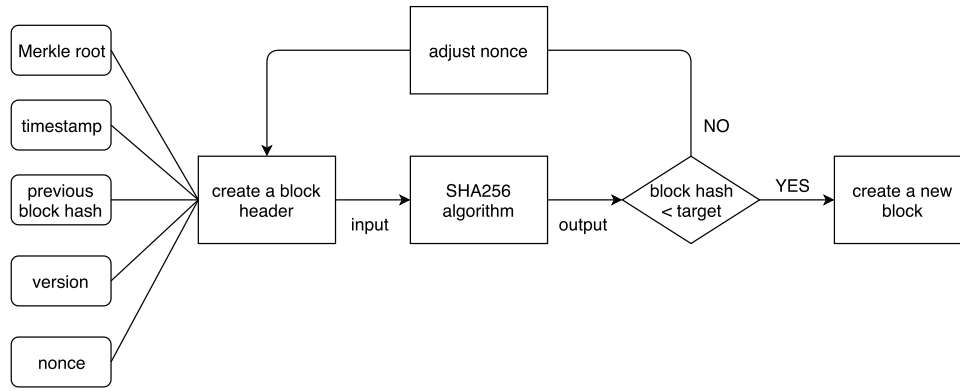 Merkle root
timestamp
previous
block hash
version
nonce
create a block
header
input
adjust nonce
SHA256
algorithm
output
block hash
< target
NO
YES
create a new
block